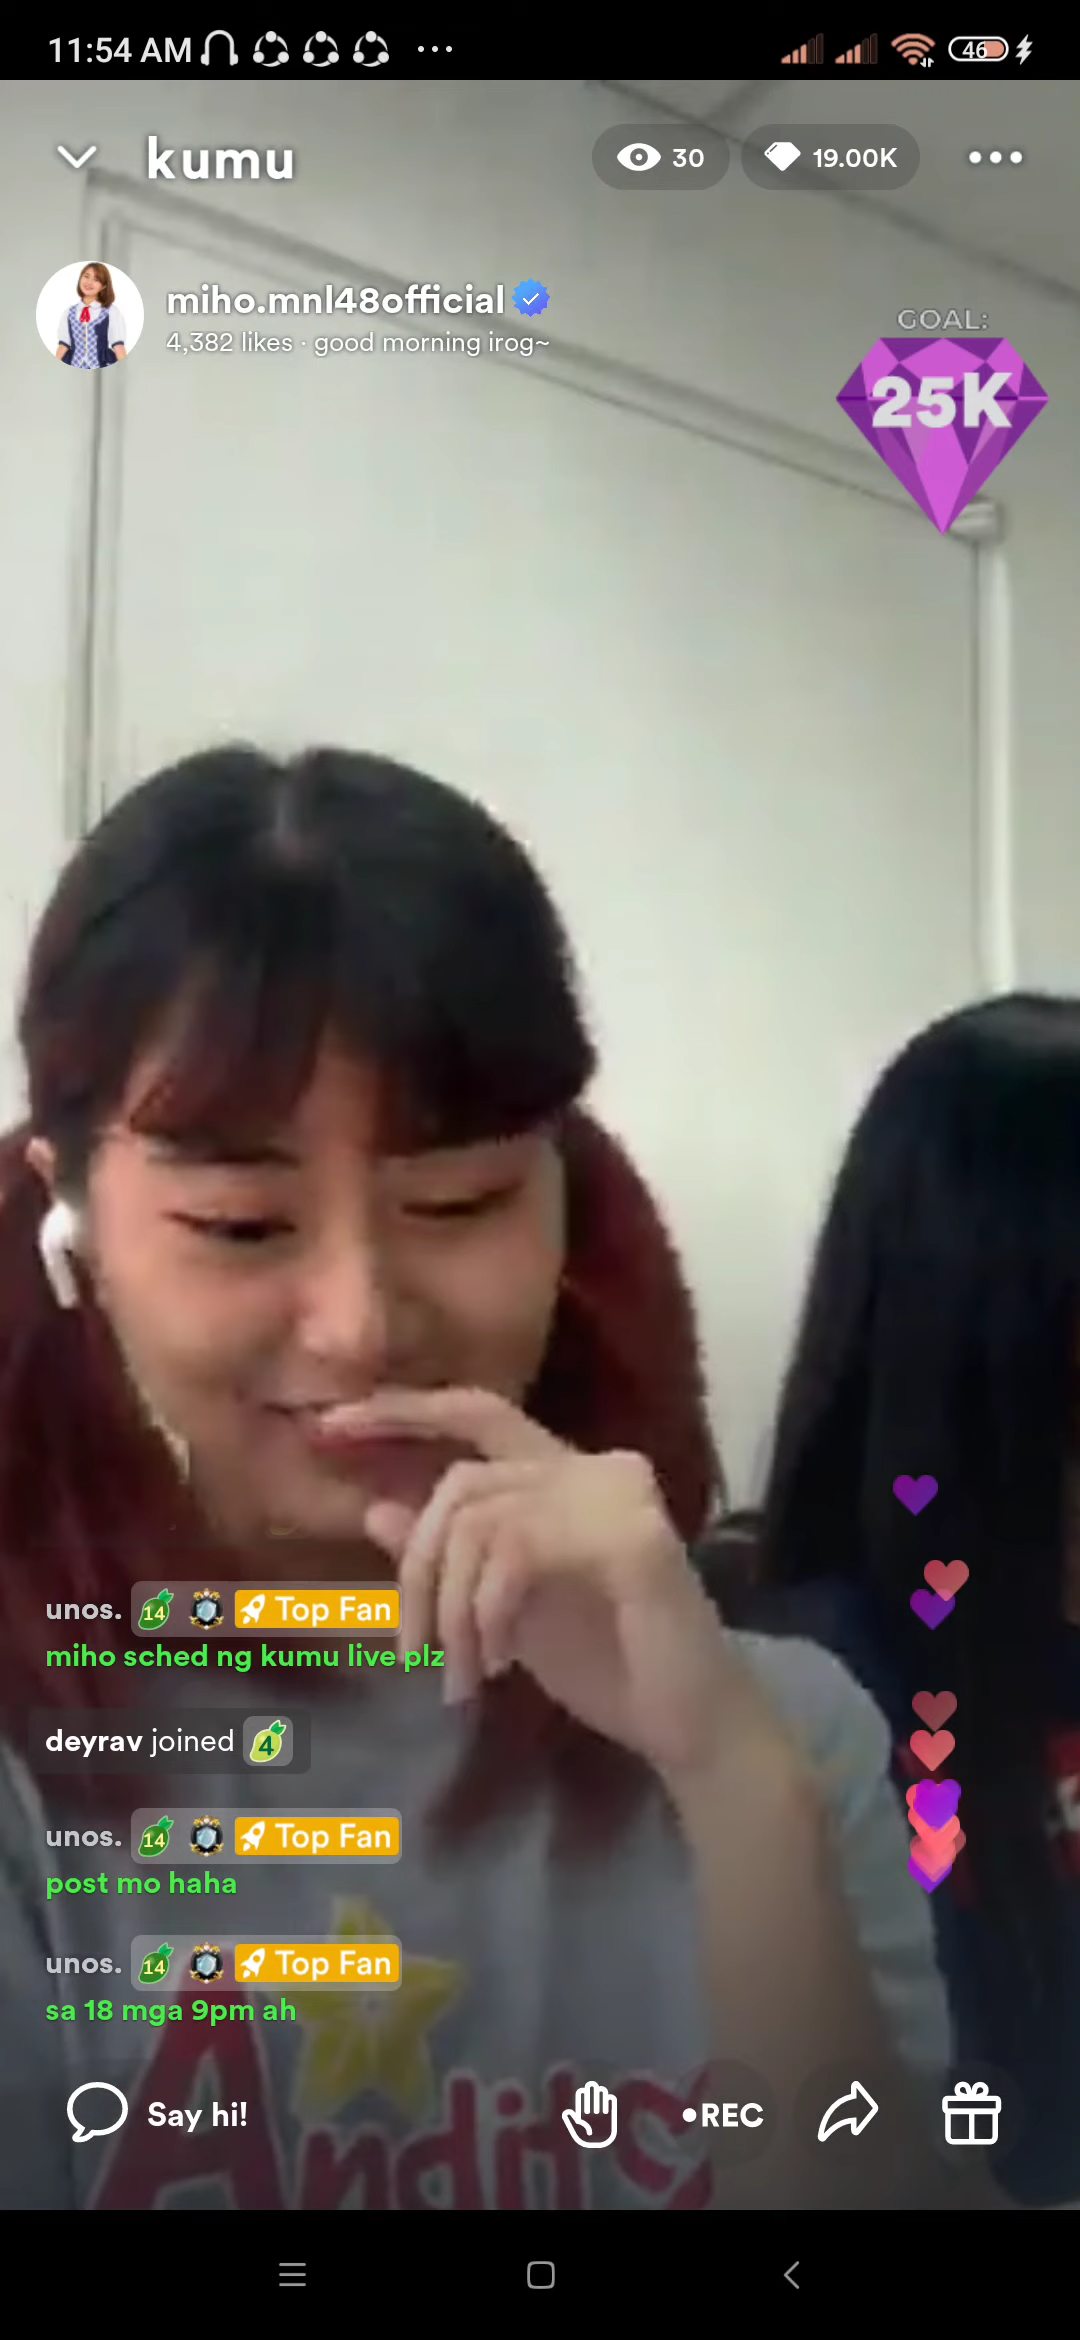 11:54 AM
46
kumu
30
19.00K
miho.mnl48official
4,382 likes · good morning irog~
GOAL:
25K
unos. 14 Top Fan
miho sched ng kumu live plz
deyrav joined 4
unos. 14 Top Fan
post mo haha
unos. 14 Top Fan
sa 18 mga 9pm ah
Say hi!
•REC